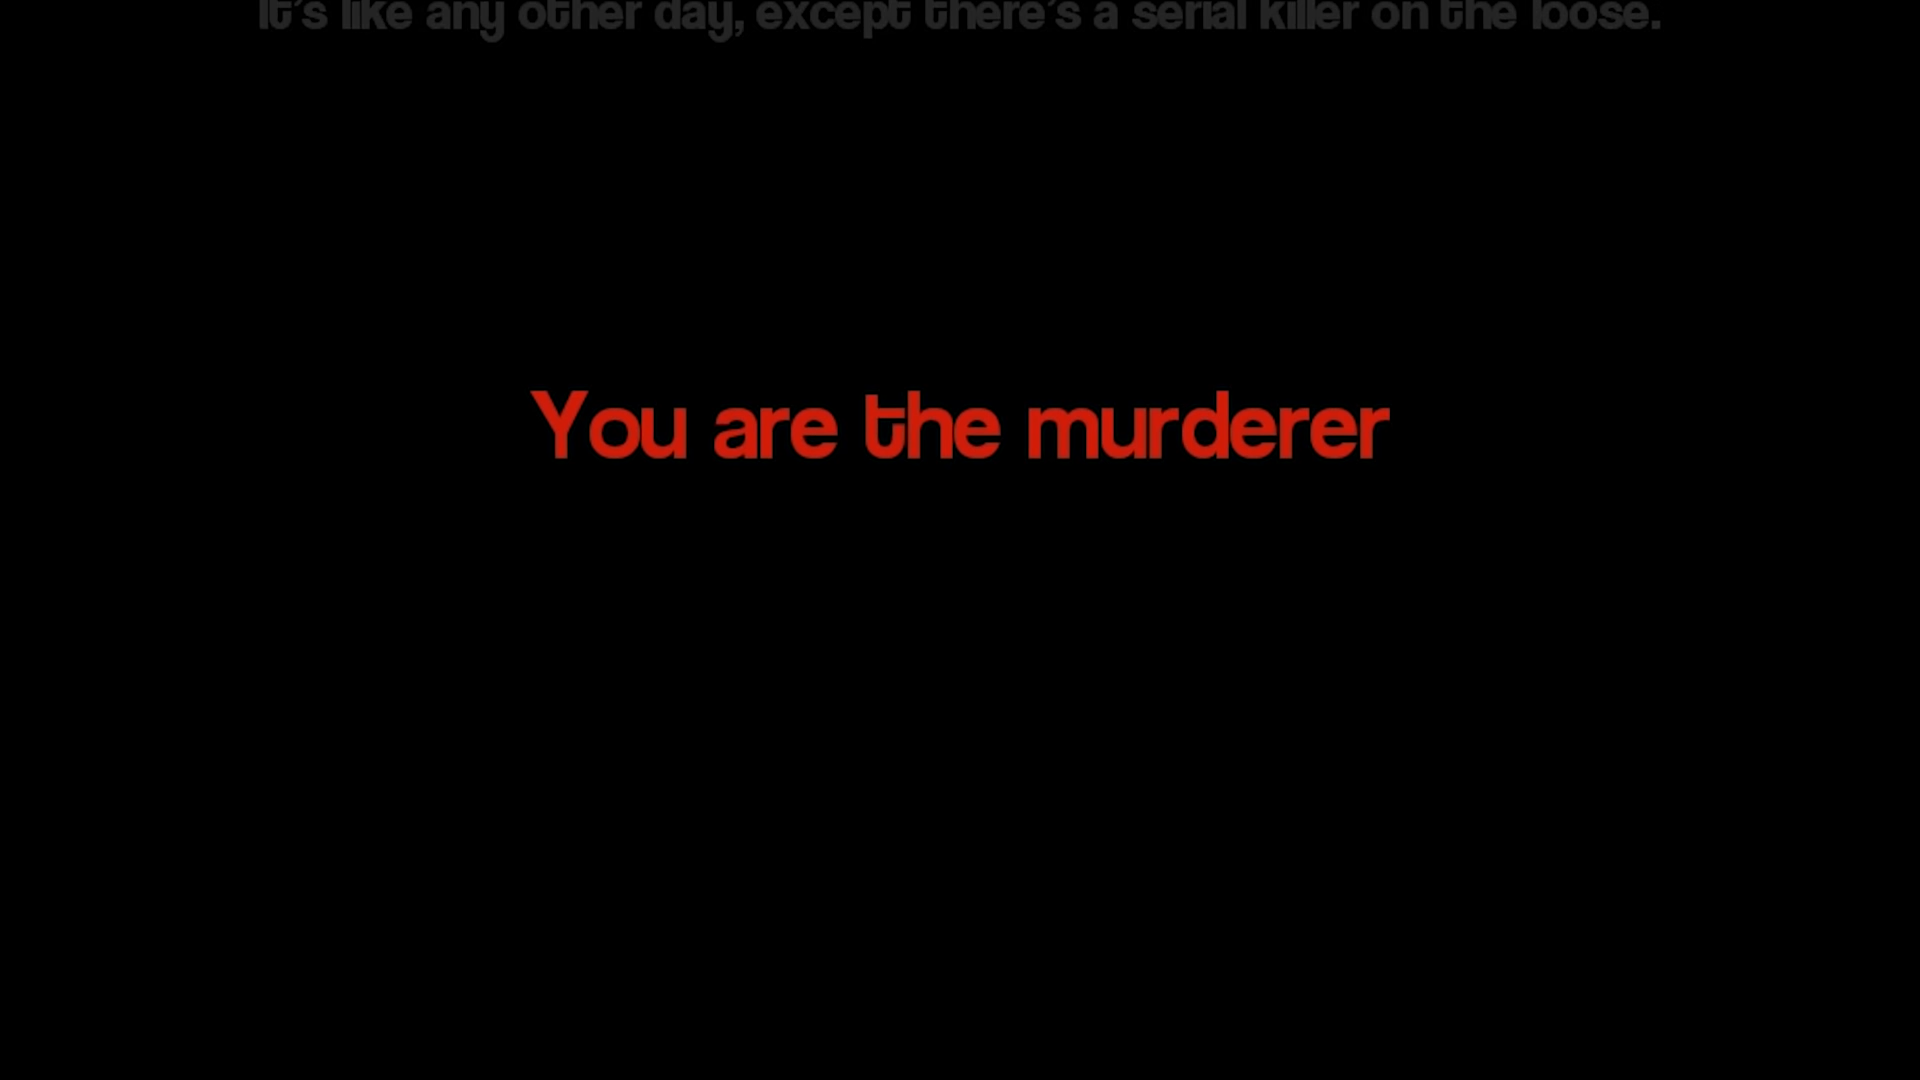 It's like any other day, except there's a serial killer on the loose.
You are the murderer